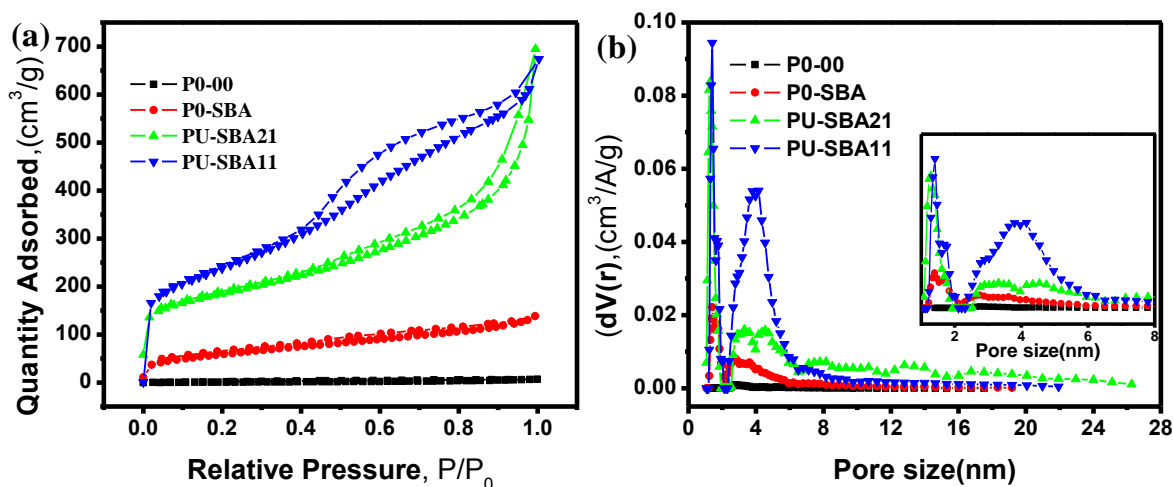 (a)
700
600
500
400
300
200
100
0
Quantity Adsorbed,(cm³/g)
P0-00
P0-SBA
PU-SBA21
PU-SBA11
0.0 0.2 0.4 0.6 0.8 1.0
Relative Pressure, P/P₀
(b)
0.10
0.08
0.06
0.04
0.02
0.00
(dV(r),(cm³/A/g)
P0-00
P0-SBA
PU-SBA21
PU-SBA11
2 4 6 8
Pore size(nm)
0 4 8 12 16 20 24 28
Pore size(nm)